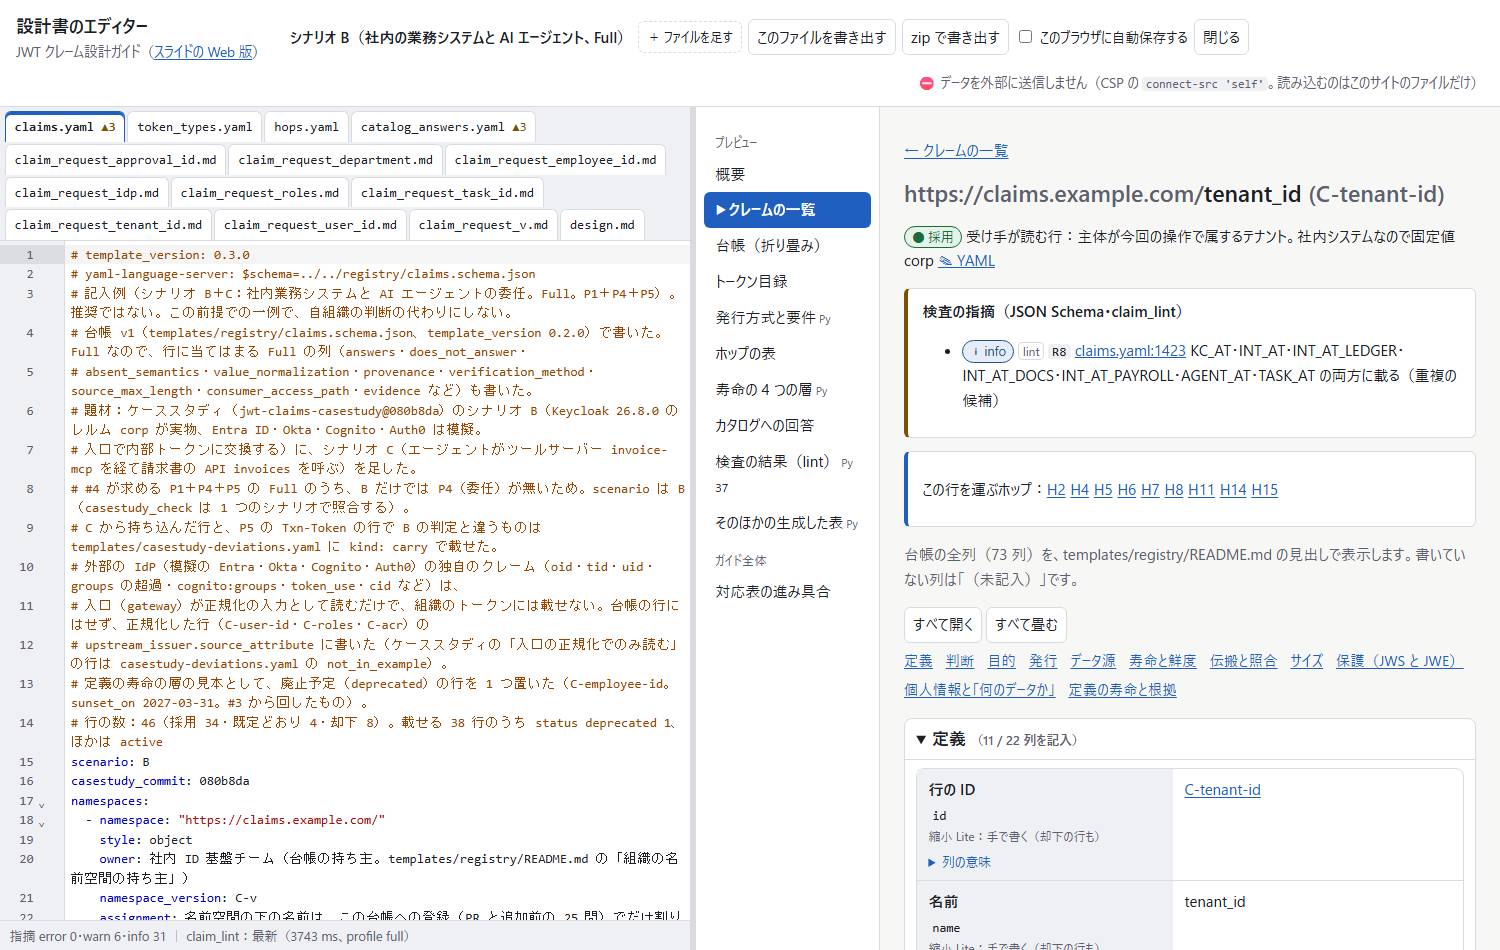 設計書のエディター
JWT クレーム設計ガイド（スライドの Web 版）
シナリオ B（社内の業務システムと AI エージェント、Full）
＋ ファイルを足す
このファイルを書き出す
zip で書き出す
このブラウザに自動保存する
閉じる
⛔ データを外部に送信しません（CSP の connect-src 'self'。読み込むのはこのサイトのファイルだけ）
claims.yaml ▲3
token_types.yaml
hops.yaml
catalog_answers.yaml ▲3
claim_request_approval_id.md
claim_request_department.md
claim_request_employee_id.md
claim_request_idp.md
claim_request_roles.md
claim_request_task_id.md
claim_request_tenant_id.md
claim_request_user_id.md
claim_request_v.md
design.md
1 # template_version: 0.3.0
2 # yaml-language-server: $schema=../../registry/claims.schema.json
3 # 記入例（シナリオ B＋C：社内業務システムと AI エージェントの委任。Full。P1＋P4＋P5）。
推奨ではない。この前提での一例で、自組織の判断の代わりにしない。
4 # 台帳 v1（templates/registry/claims.schema.json、template_version 0.2.0）で書いた。
Full なので、行に当てはまる Full の列（answers・does_not_answer・
5 # absent_semantics・value_normalization・provenance・verification_method・
source_max_length・consumer_access_path・evidence など）も書いた。
6 # 題材：ケーススタディ（jwt-claims-casestudy@080b8da）のシナリオ B（Keycloak 26.8.0 の
レルム corp が実物、Entra ID・Okta・Cognito・Auth0 は模擬。
7 # 入口で内部トークンに交換する）に、シナリオ C（エージェントがツールサーバー invoice-
mcp を経て請求書の API invoices を呼ぶ）を足した。
8 # #4 が求める P1＋P4＋P5 の Full のうち、B だけでは P4（委任）が無いため。scenario は B
（casestudy_check は 1 つのシナリオで照合する）。
9 # C から持ち込んだ行と、P5 の Txn-Token の行で B の判定と違うものは
templates/casestudy-deviations.yaml に kind: carry で載せた。
10 # 外部の IdP（模擬の Entra・Okta・Cognito・Auth0）の独自のクレーム（oid・tid・uid・
groups の超過・cognito:groups・token_use・cid など）は、
11 # 入口（gateway）が正規化の入力として読むだけで、組織のトークンには載せない。台帳の行に
はせず、正規化した行（C-user-id・C-roles・C-acr）の
12 # upstream_issuer.source_attribute に書いた（ケーススタディの「入口の正規化でのみ読む」
の行は casestudy-deviations.yaml の not_in_example）。
13 # 定義の寿命の層の見本として、廃止予定（deprecated）の行を 1 つ置いた（C-employee-id。
sunset_on 2027-03-31。#3 から回したもの）。
14 # 行の数：46（採用 34・既定どおり 4・却下 8）。載せる 38 行のうち status deprecated 1、
ほかは active
15 scenario: B
16 casestudy_commit: 080b8da
17 namespaces:
18 - namespace: "https://claims.example.com/"
19 style: object
20 owner: 社内 ID 基盤チーム（台帳の持ち主。templates/registry/README.md の「組織の名
前空間の持ち主」）
21 namespace_version: C-v
22 assignment: 名前空間の下の名前は、この台帳への登録（PR と追加前の 25 問）でだけ割り
指摘 error 0・warn 6・info 31
claim_lint：最新（3743 ms, profile full）
プレビュー
概要
▶クレームの一覧
台帳（折り畳み）
トークン目録
発行方式と要件 Py
ホップの表
寿命の 4 つの層 Py
カタログへの回答
検査の結果（lint） Py
37
そのほかの生成した表 Py
ガイド全体
対応表の進み具合
← クレームの一覧
https://claims.example.com/tenant_id (C-tenant-id)
● 採用 受け手が読む行：主体が今回の操作で属するテナント。社内システムなので固定値
corp ✎ YAML
検査の指摘（JSON Schema・claim_lint）
• i info lint R8 claims.yaml:1423 KC_AT・INT_AT・INT_AT_LEDGER・
INT_AT_DOCS・INT_AT_PAYROLL・AGENT_AT・TASK_AT の両方に載る（重複の
候補）
この行を運ぶホップ：H2 H4 H5 H6 H7 H8 H11 H14 H15
台帳の全列（73 列）を、templates/registry/README.md の見出しで表示します。書いてい
ない列は「（未記入）」です。
すべて開く
すべて畳む
定義 判断 目的 発行 データ源 寿命と鮮度 伝搬と照合 サイズ 保護（JWS と JWE）
個人情報と「何のデータか」 定義の寿命と根拠
▼ 定義 （11 / 22 列を記入）
行の ID
id
縮小 Lite：手で書く（却下の行も）
▶ 列の意味
C-tenant-id
名前
name
縮小 Lite：手で書く（却下の行も）
tenant_id